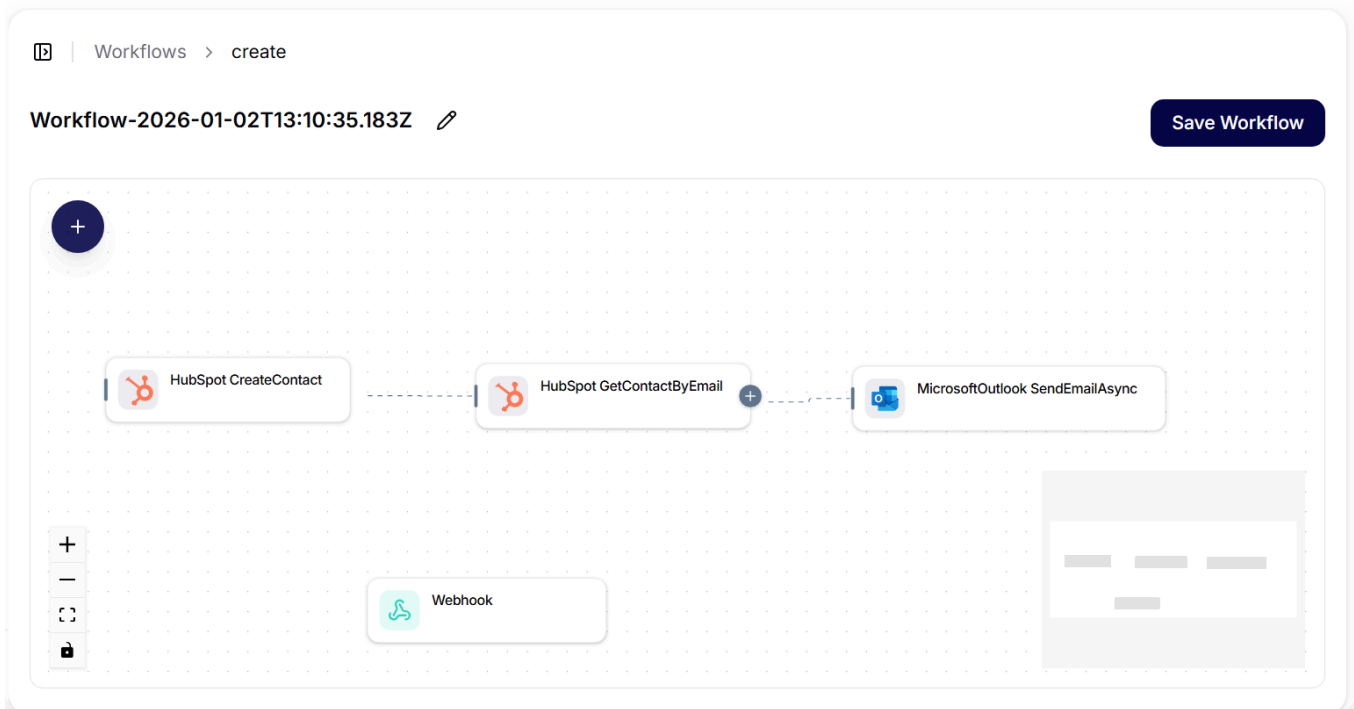 Workflows > create
Workflow-2026-01-02T13:10:35.183Z
Save Workflow
HubSpot CreateContact
HubSpot GetContactByEmail
MicrosoftOutlook SendEmailAsync
Webhook